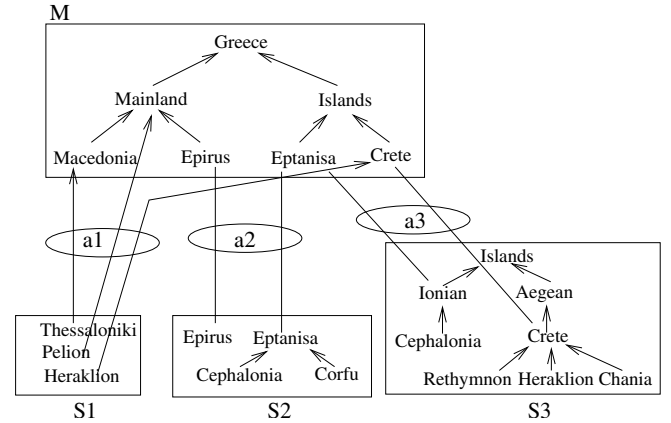 M
Greece
Mainland Islands
Macedonia Epirus Eptanisa Crete
a1 a2 a3
Islands
Ionian Aegean
Thessaloniki Epirus Eptanisa Cephalonia Crete
Pelion
Heraklion Cephalonia Corfu Rethymnon Heraklion Chania
S1 S2 S3